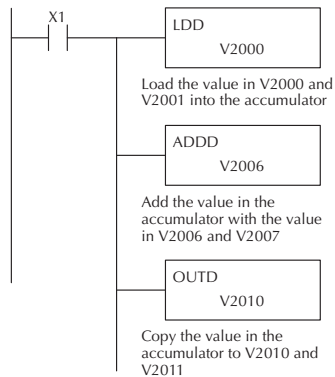 X1
LDD
V2000
Load the value in V2000 and
V2001 into the accumulator
ADDD
V2006
Add the value in the
accumulator with the value
in V2006 and V2007
OUTD
V2010
Copy the value in the
accumulator to V2010 and
V2011